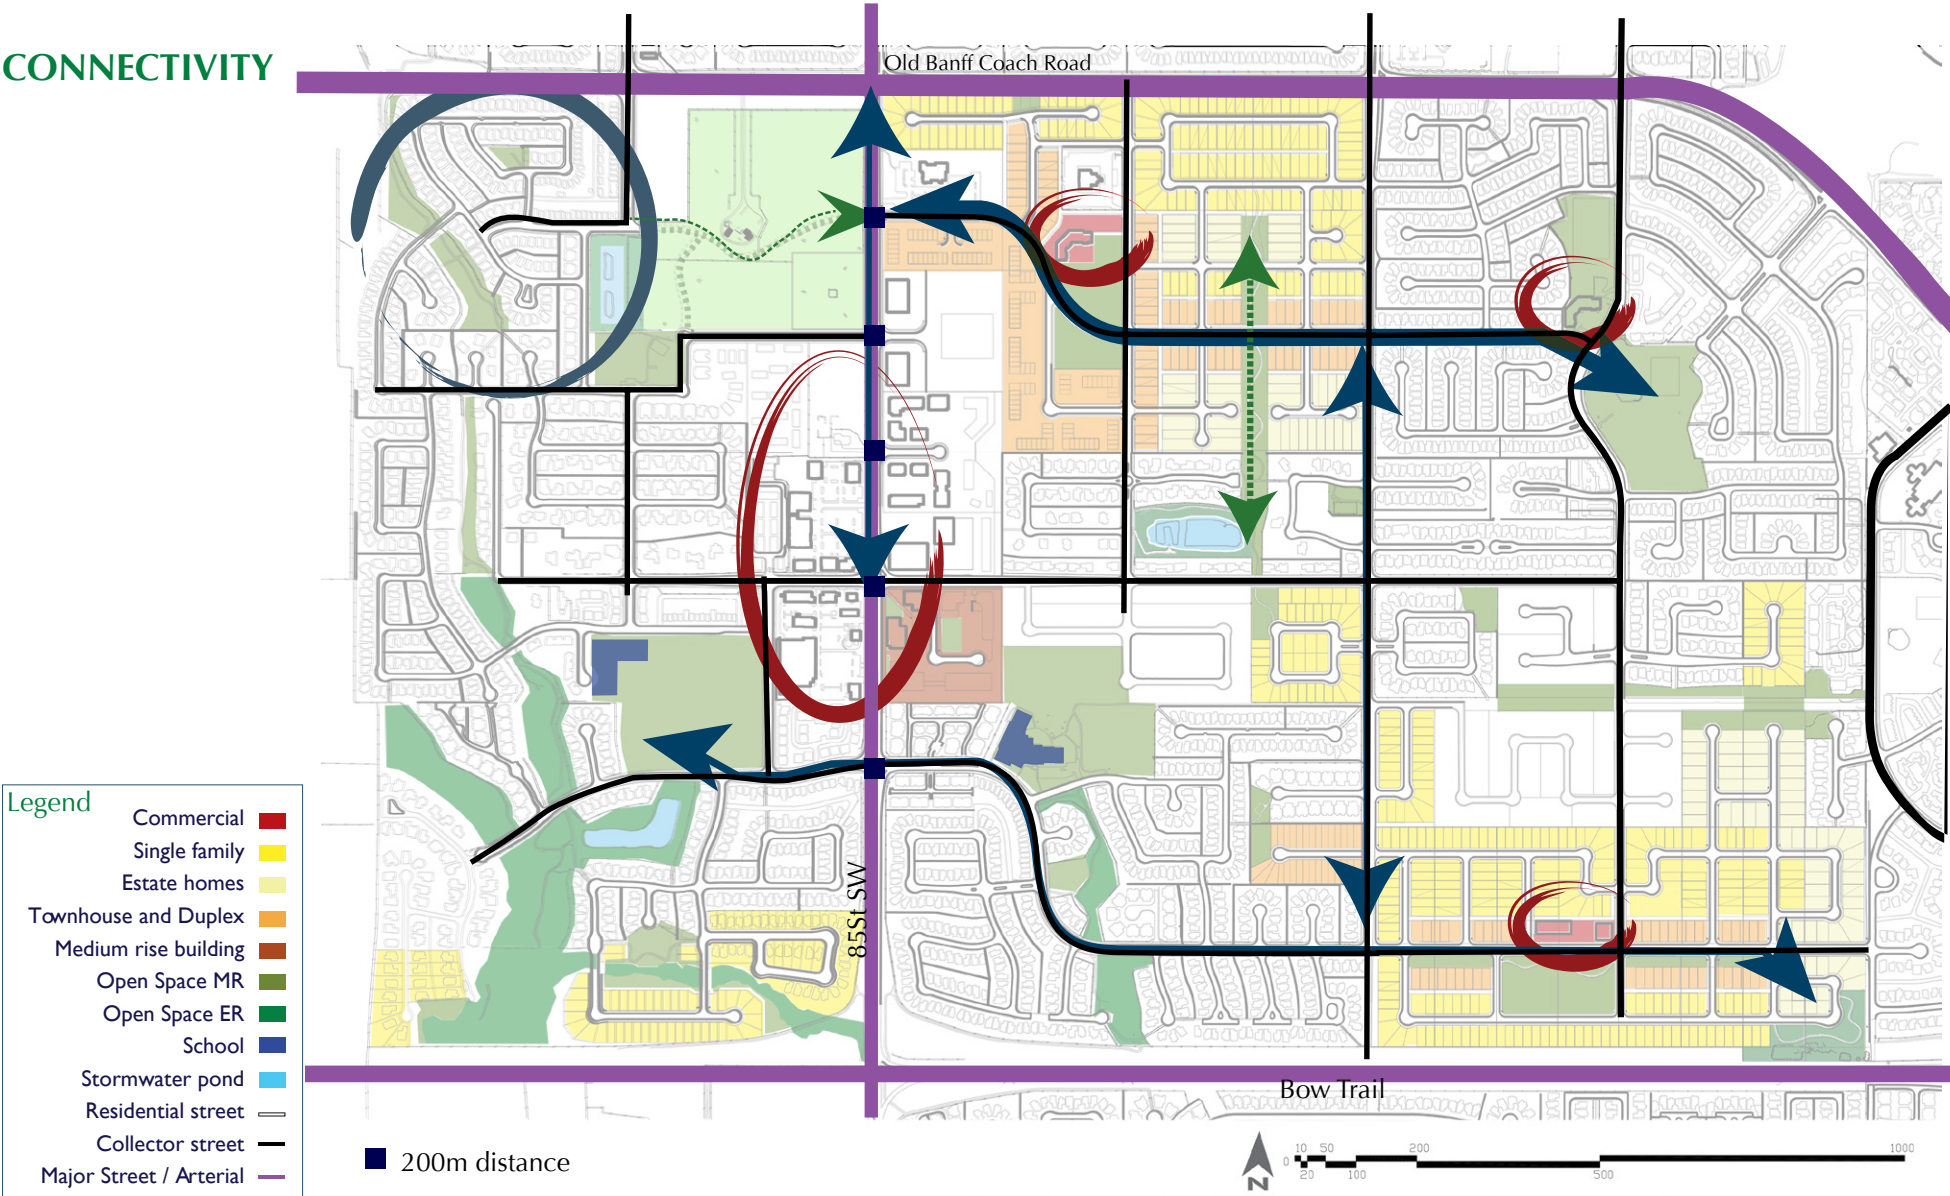 CONNECTIVITY
Old Banff Coach Road
85St SW
Bow Trail
Legend
Commercial
Single family
Estate homes
Townhouse and Duplex
Medium rise building
Open Space MR
Open Space ER
School
Stormwater pond
Residential street
Collector street
Major Street / Arterial
200m distance
N
10 50 200 1000
0
20 100 500